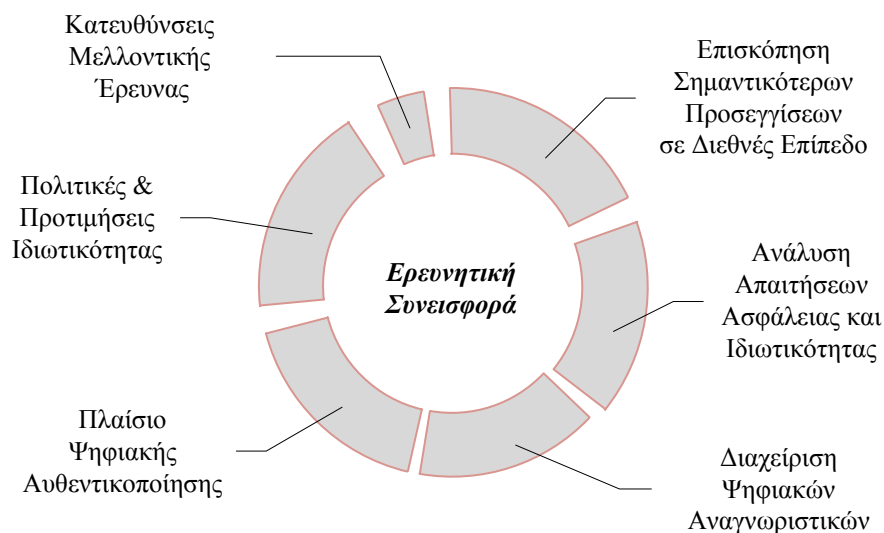 Κατευθύνσεις
Μελλοντικής
Έρευνας
Επισκόπηση
Σημαντικότερων
Προσεγγίσεων
σε Διεθνές Επίπεδο
Πολιτικές &
Προτιμήσεις
Ιδιωτικότητας
Ερευνητική
Συνεισφορά
Ανάλυση
Απαιτήσεων
Ασφάλειας και
Ιδιωτικότητας
Πλαίσιο
Ψηφιακής
Αυθεντικοποίησης
Διαχείριση
Ψηφιακών
Αναγνωριστικών